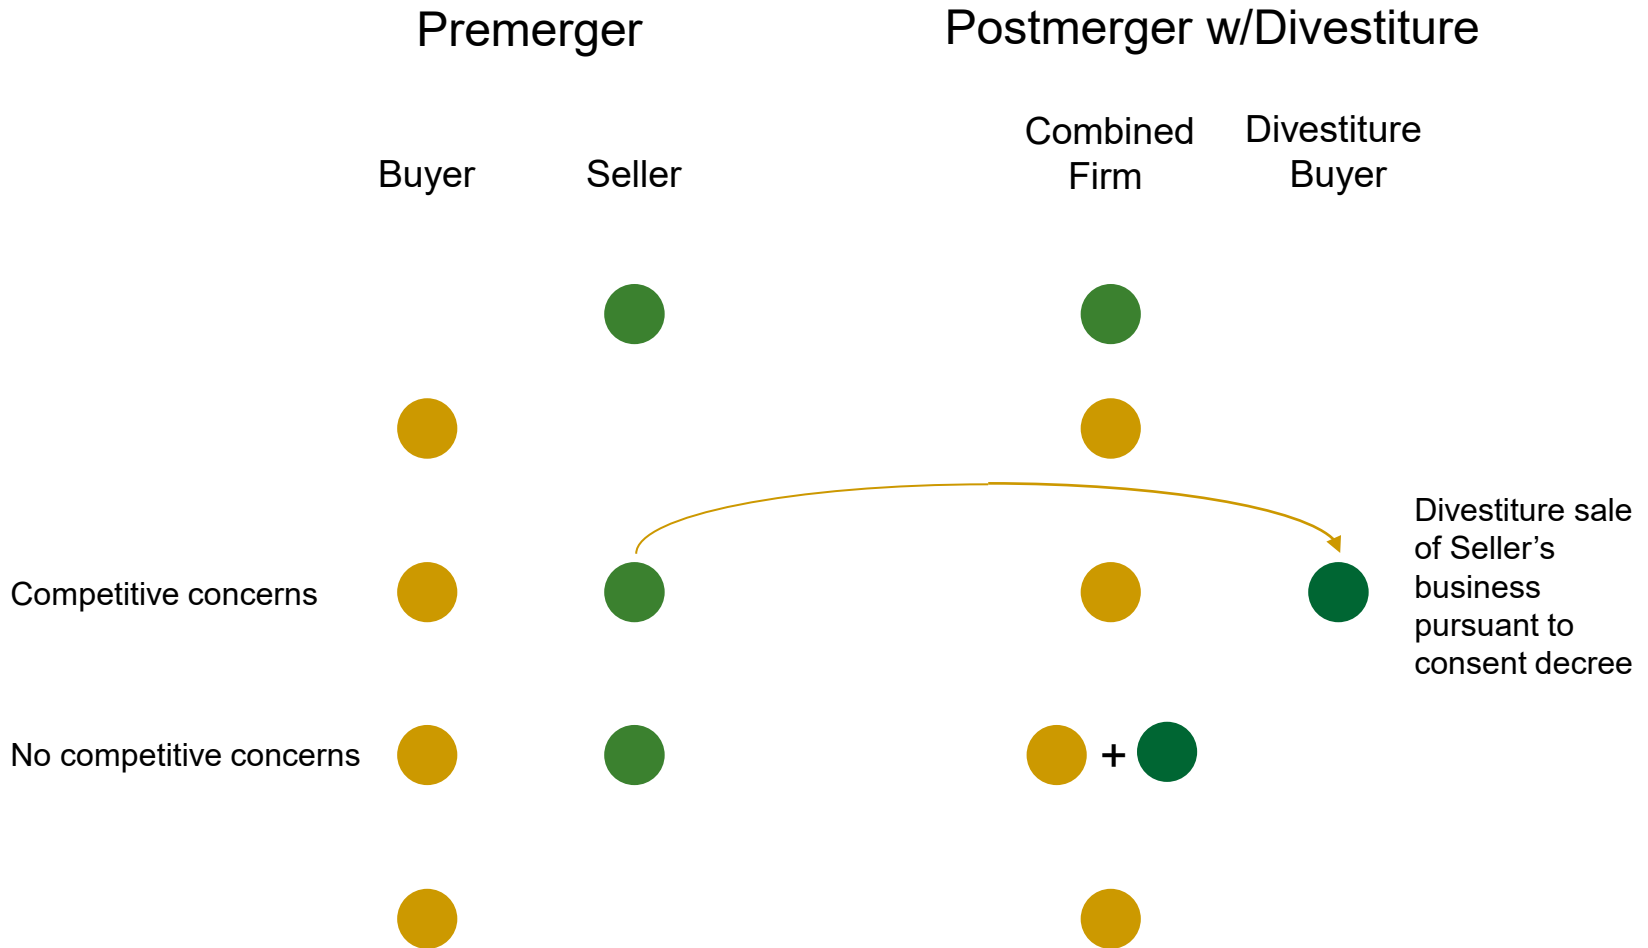 Premerger
Postmerger w/Divestiture
Buyer
Seller
Combined
Firm
Divestiture
Buyer
Competitive concerns
Divestiture sale
of Seller’s
business
pursuant to
consent decree
No competitive concerns
+